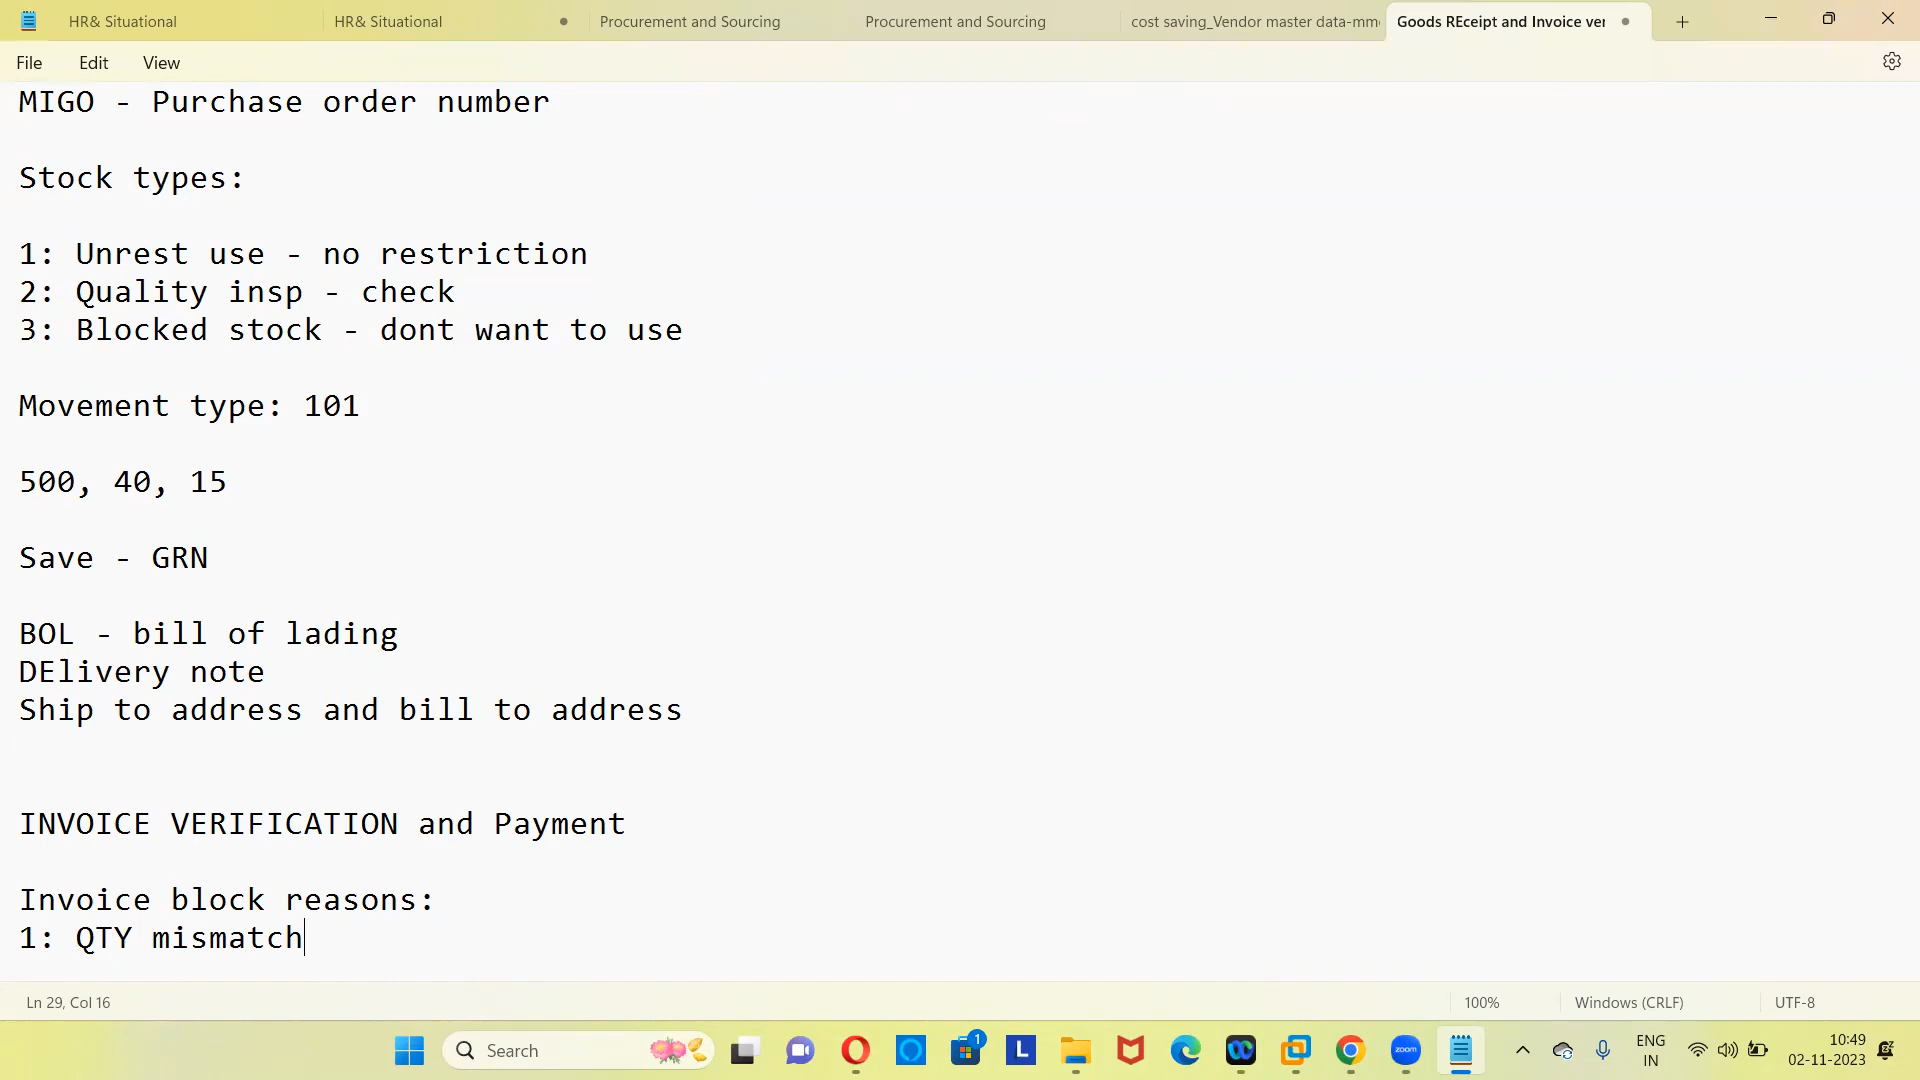 HR& Situational
HR& Situational
Procurement and Sourcing
Procurement and Sourcing
cost saving_Vendor master data-mm
Goods REceipt and Invoice ver
File
Edit
View
MIGO - Purchase order number
Stock types:
1: Unrest use - no restriction
2: Quality insp - check
3: Blocked stock - dont want to use
Movement type: 101
500, 40, 15
Save - GRN
BOL - bill of lading
DElivery note
Ship to address and bill to address
INVOICE VERIFICATION and Payment
Invoice block reasons:
1: QTY mismatch
Ln 29, Col 16
100%
Windows (CRLF)
UTF-8
Search
1
L
zoom
ENG
IN
10:49
02-11-2023